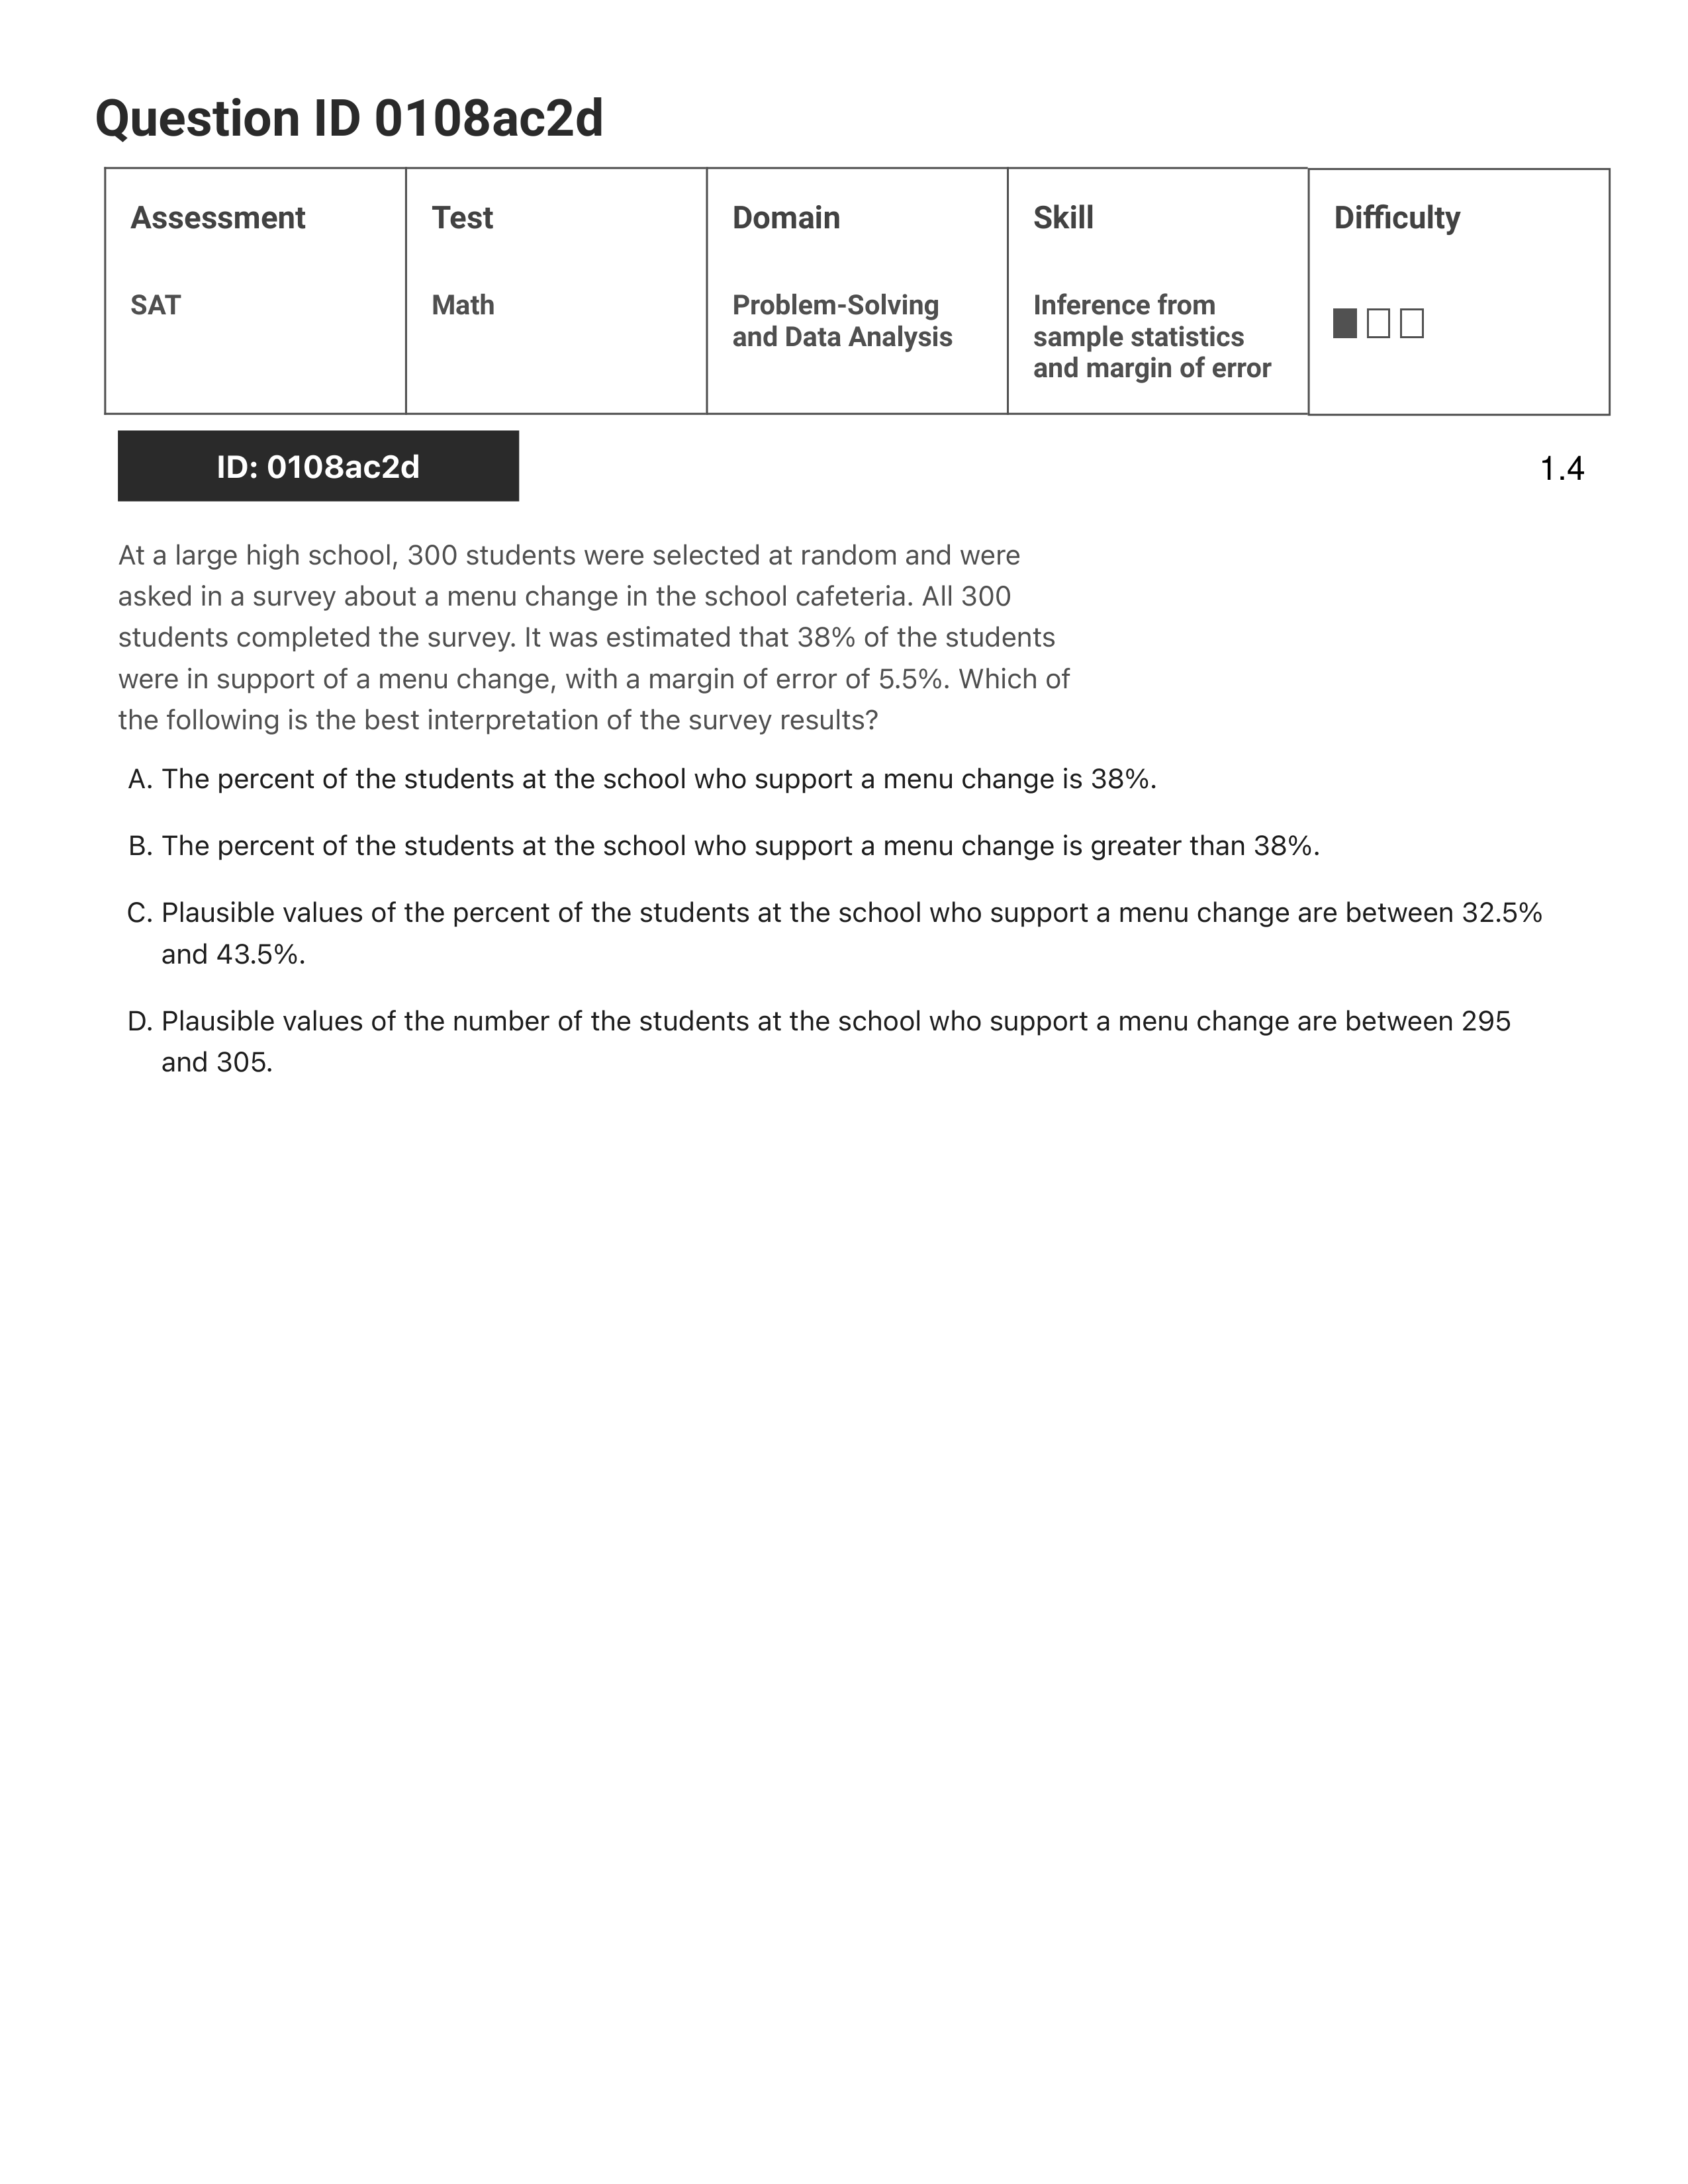 Question ID 0108ac2d
Assessment
Test
Domain
Skill
Difficulty
SAT
Math
Problem-Solving
and Data Analysis
Inference from
sample statistics
and margin of error
ID: 0108ac2d
1.4
At a large high school, 300 students were selected at random and were
asked in a survey about a menu change in the school cafeteria. All 300
students completed the survey. It was estimated that 38% of the students
were in support of a menu change, with a margin of error of 5.5%. Which of
the following is the best interpretation of the survey results?
A. The percent of the students at the school who support a menu change is 38%.
B. The percent of the students at the school who support a menu change is greater than 38%.
C. Plausible values of the percent of the students at the school who support a menu change are between 32.5%
and 43.5%.
D. Plausible values of the number of the students at the school who support a menu change are between 295
and 305.